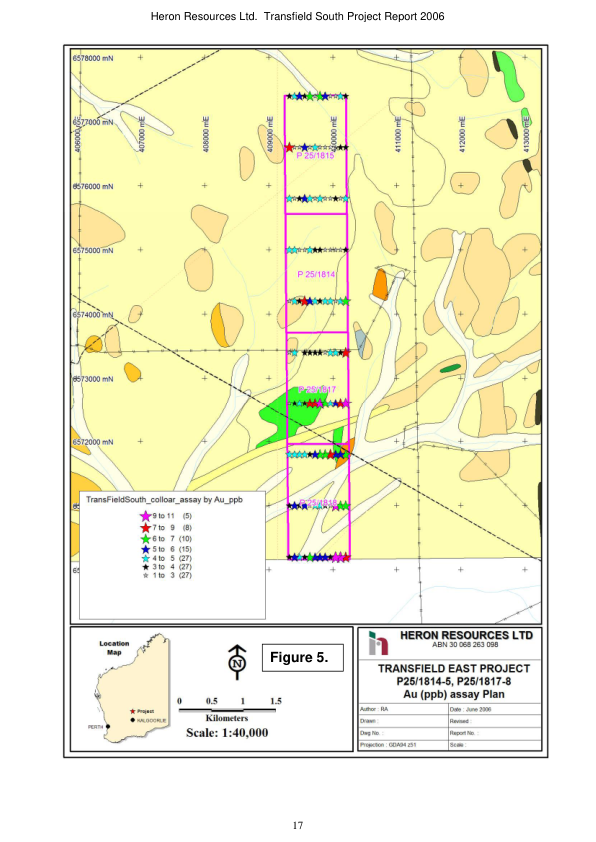 Heron Resources Ltd.  Transfield South Project Report 2006
6578000 mN
6577000 mN
406000 mE
407000 mE
408000 mE
409000 mE
411000 mE
412000 mE
413000 mE
P 25/1815
6576000 mN
6575000 mN
P 25/1814
6574000 mN
6573000 mN
P 25/1817
6572000 mN
TransFieldSouth_colloar_assay by Au_ppb
9 to 11 (5)
7 to 9 (8)
6 to 7 (10)
5 to 6 (15)
4 to 5 (27)
3 to 4 (27)
1 to 3 (27)
Location
Map
Project
KALGOORLIE
PERTH
N
Figure 5.
0 0.5 1 1.5
Kilometers
Scale: 1:40,000
HERON RESOURCES LTD
ABN 30 068 263 098
TRANSFIELD EAST PROJECT
P25/1814-5, P25/1817-8
Au (ppb) assay Plan
Author : RA
Date : June 2006
Drawn :
Revised :
Dwg No. :
Report No. :
Projection : GDA94 z51
Scale :
17